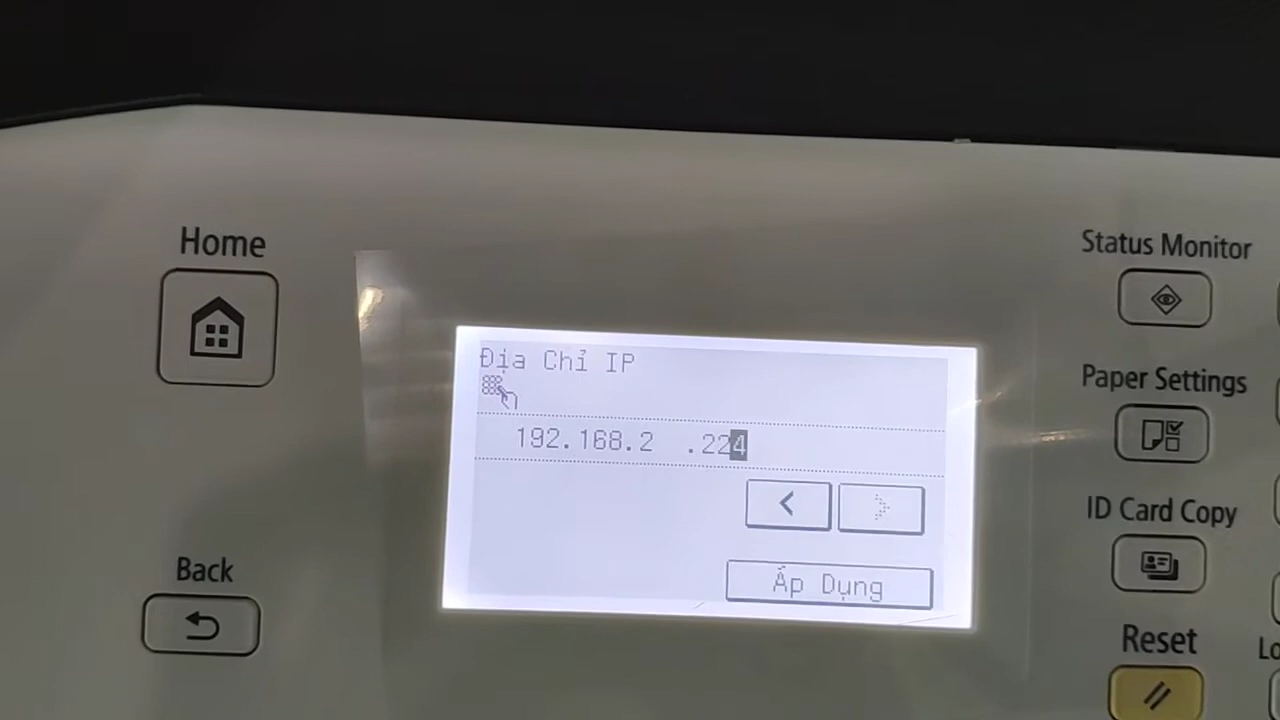 Home
Status Monitor
Địa Chỉ IP
Paper Settings
192.168.2 .224
ID Card Copy
Back
Áp Dụng
Reset